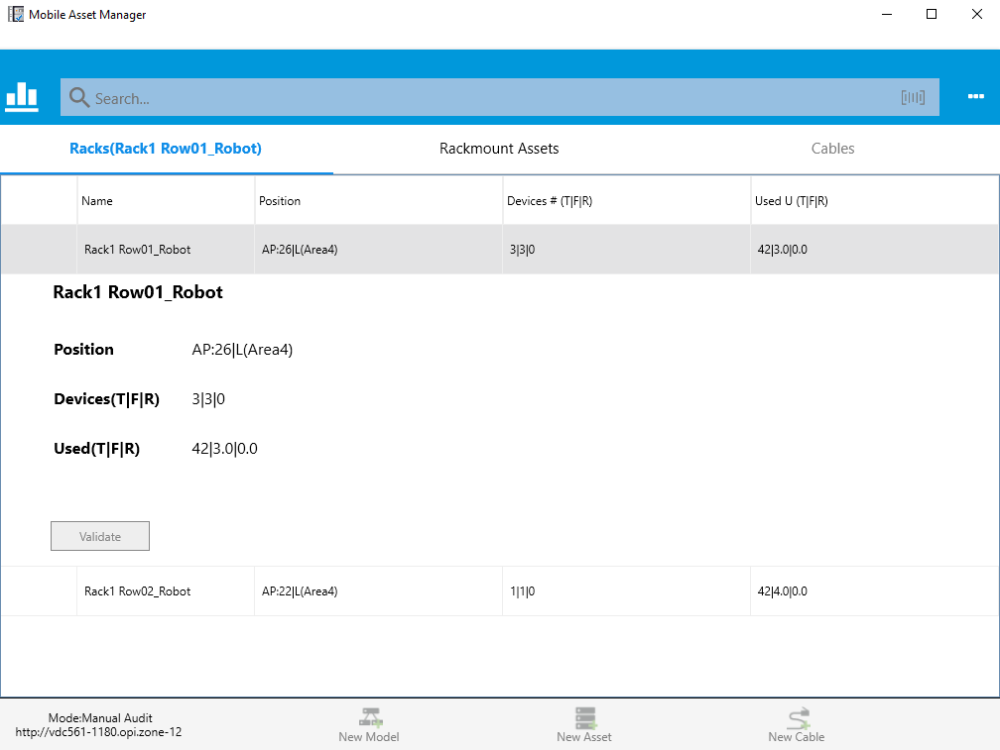 Mobile Asset Manager
Search...
Racks(Rack1 Row01_Robot) Rackmount Assets Cables
Name Position Devices # (T|F|R) Used U (T|F|R)
Rack1 Row01_Robot AP:26|L(Area4) 3|3|0 42|3.0|0.0
Rack1 Row01_Robot
Position AP:26|L(Area4)
Devices(T|F|R) 3|3|0
Used(T|F|R) 42|3.0|0.0
Validate
Rack1 Row02_Robot AP:22|L(Area4) 1|1|0 42|4.0|0.0
Mode:Manual Audit
http://vdc561-1180.opi.zone-12
New Model New Asset New Cable